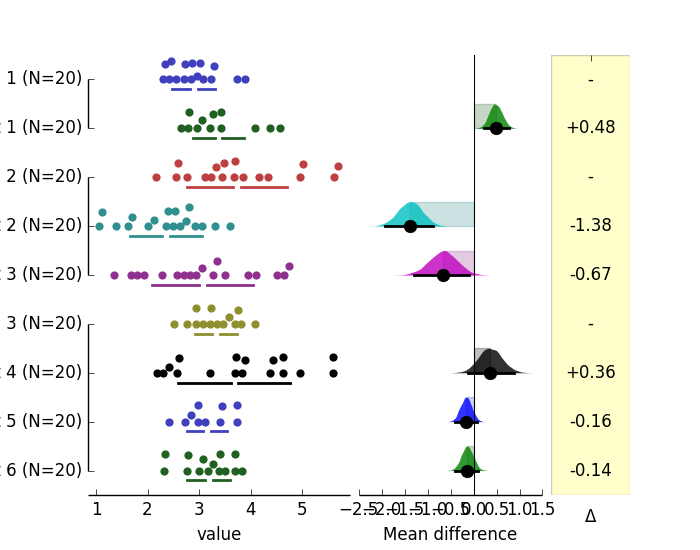 1 (N=20) -
1 (N=20) +0.48
2 (N=20) -
2 (N=20) -1.38
3 (N=20) -0.67
3 (N=20) -
4 (N=20) +0.36
5 (N=20) -0.16
6 (N=20) -0.14
1 2 3 4 5 −2.5 −2.0 −1.5 −1.0 −0.5 0.0 0.5 1.0 1.5 Δ
value Mean difference